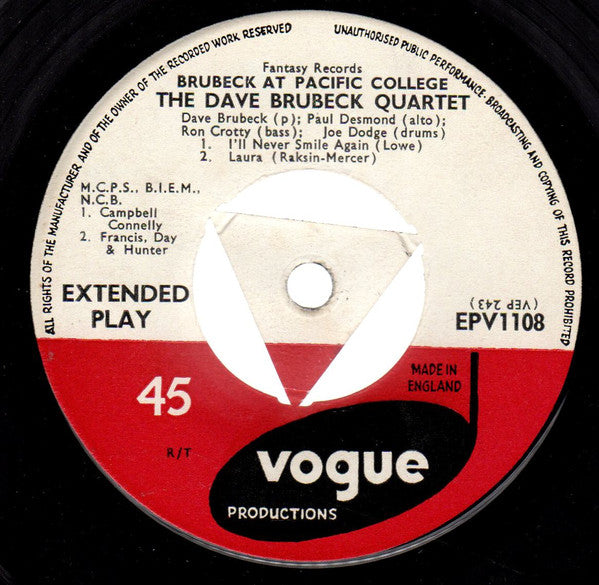 ALL RIGHTS OF THE MANUFACTURER AND OF THE OWNER OF THE RECORDED WORK RESERVED
UNAUTHORISED PUBLIC PERFORMANCE · BROADCASTING AND COPYING OF THIS RECORD PROHIBITED
Fantasy Records
BRUBECK AT PACIFIC COLLEGE
THE DAVE BRUBECK QUARTET
Dave Brubeck (p); Paul Desmond (alto);
Ron Crotty (bass); Joe Dodge (drums)
1. I'll Never Smile Again (Lowe)
2. Laura (Raksin-Mercer)
M.C.P.S., B.I.E.M.,
N.C.B.
1. Campbell
Connelly
2. Francis, Day
& Hunter
EXTENDED
PLAY
(VEP 243)
EPV1108
45
MADE IN
ENGLAND
R/T
vogue
PRODUCTIONS